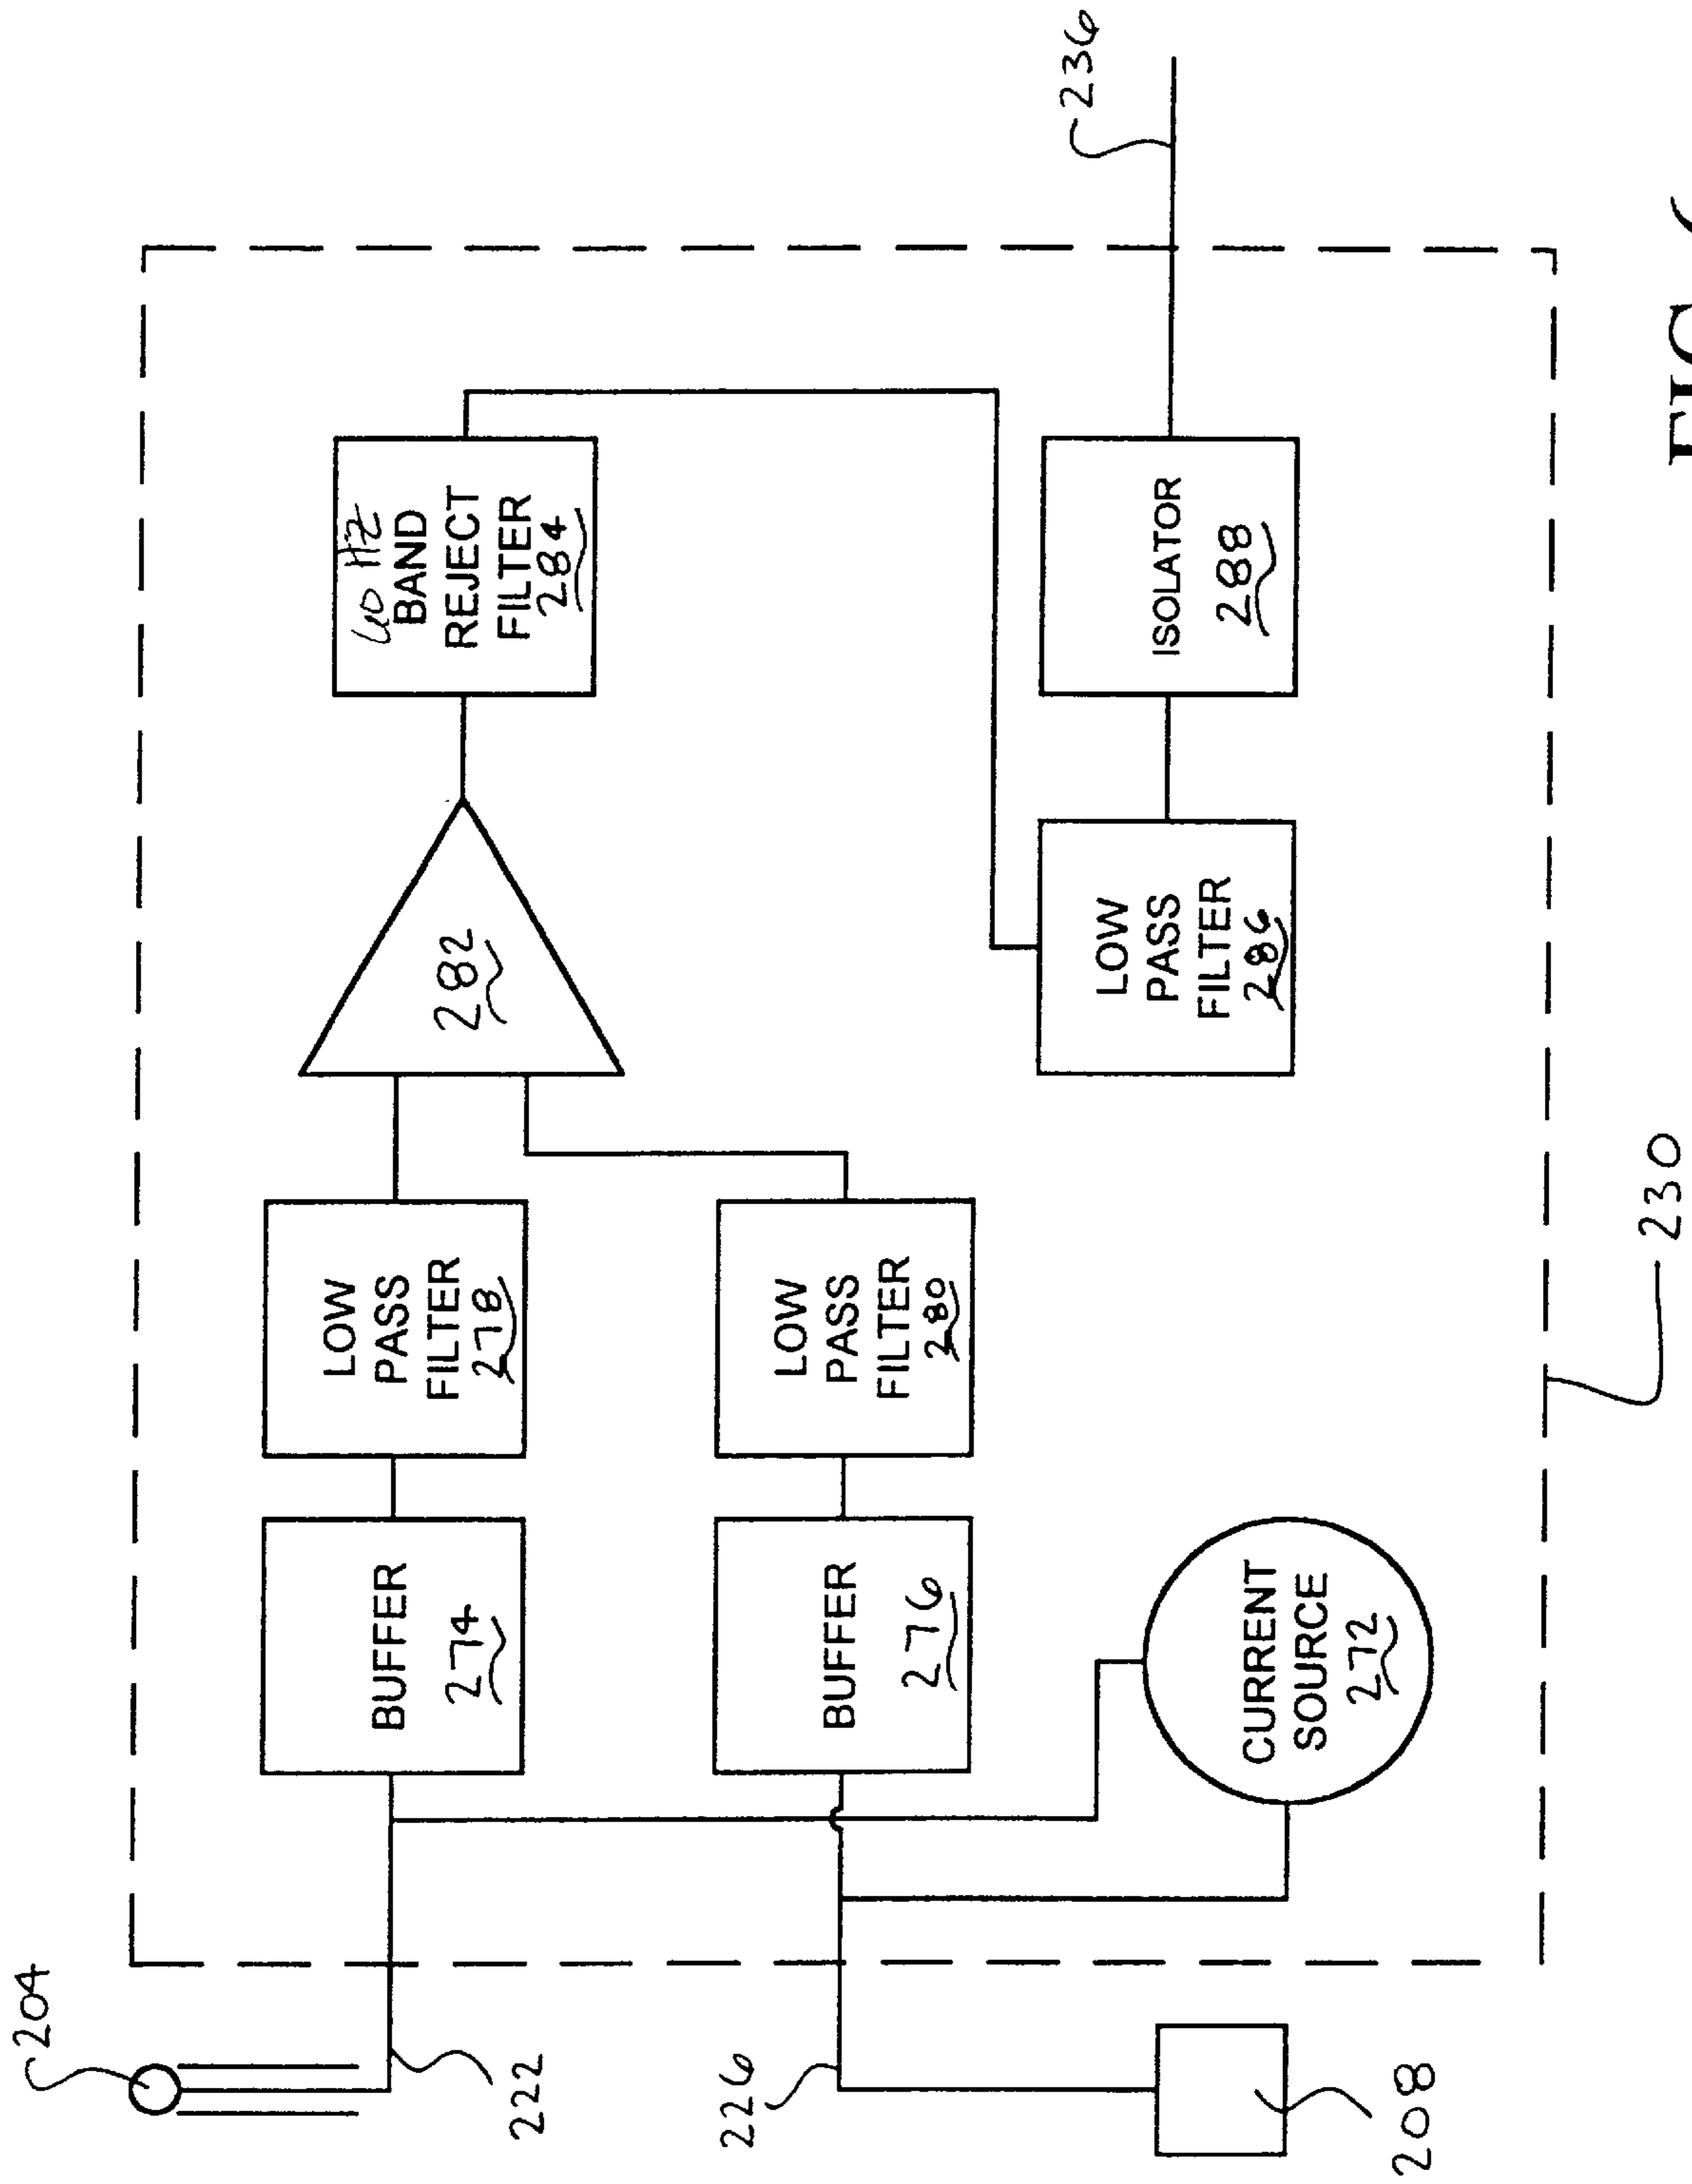 204
222
226
208
BUFFER
274
BUFFER
276
CURRENT
SOURCE
272
LOW
PASS
FILTER
278
LOW
PASS
FILTER
280
282
60 HZ
BAND
REJECT
FILTER
284
LOW
PASS
FILTER
286
ISOLATOR
288
236
230